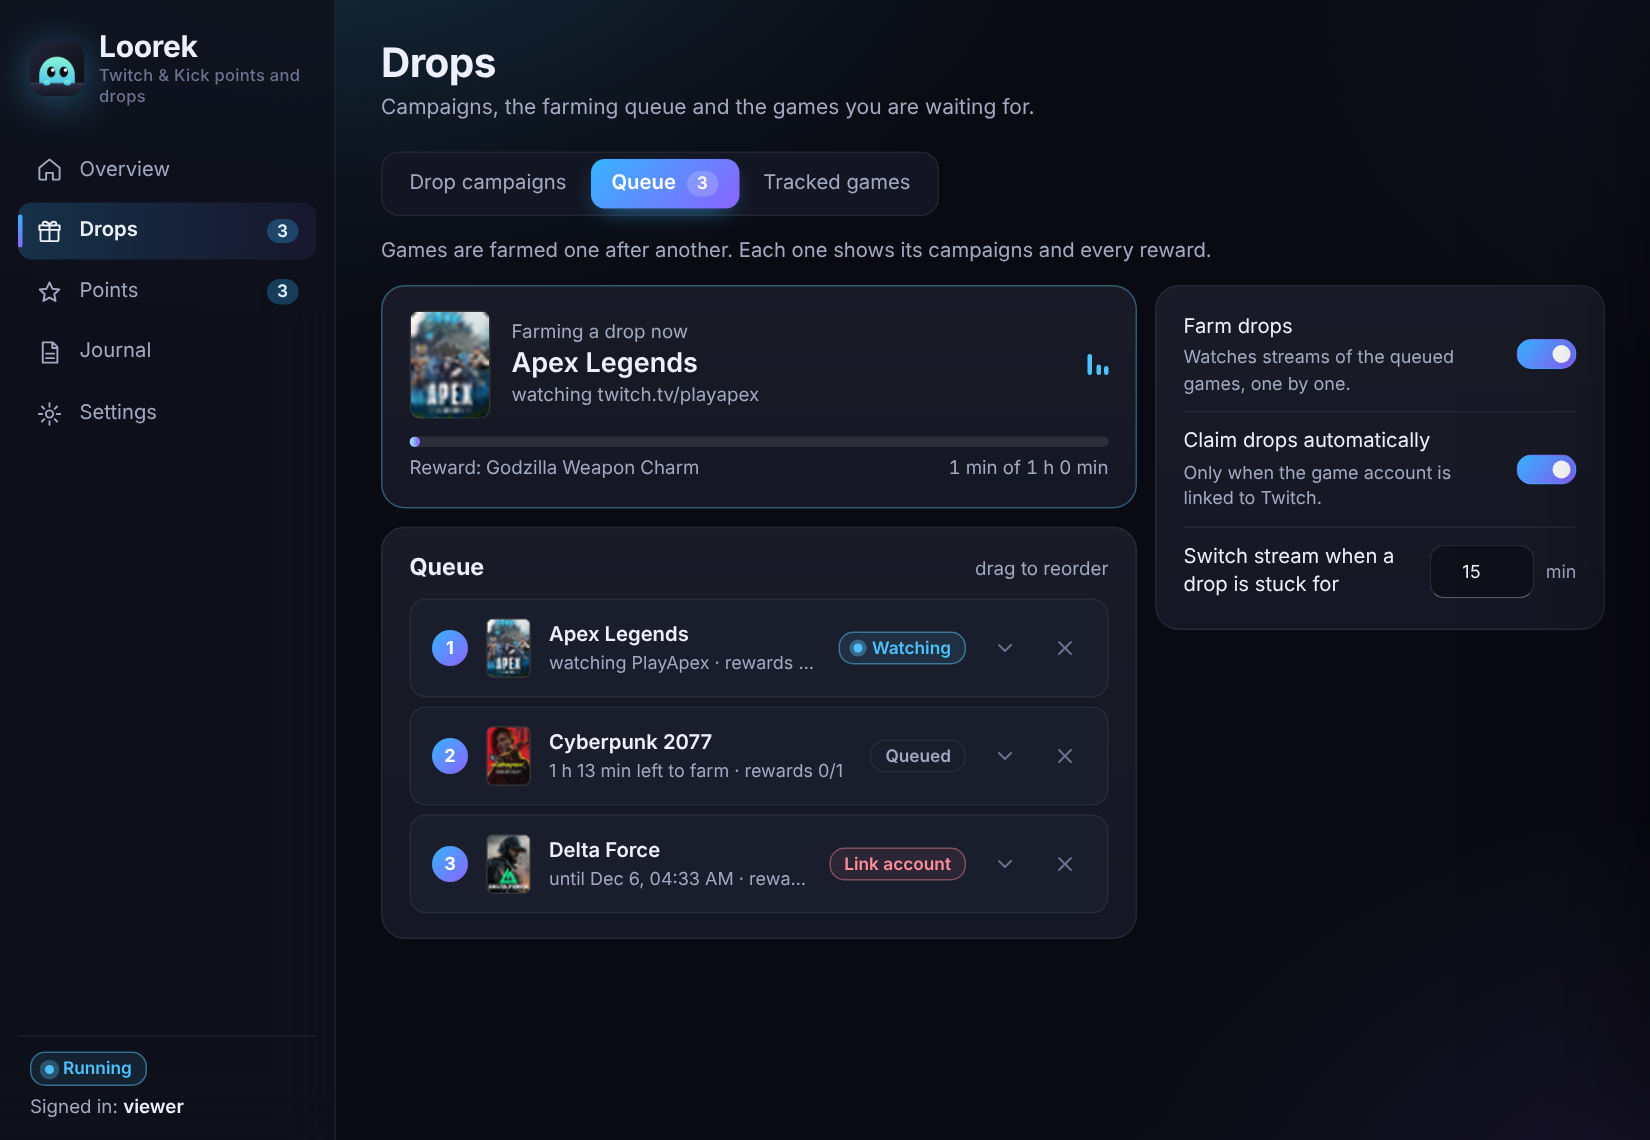 Loorek
Twitch & Kick points and
drops
Overview
Drops
3
Points
3
Journal
Settings
Running
Signed in: viewer
Drops
Campaigns, the farming queue and the games you are waiting for.
Drop campaigns
Queue 3
Tracked games
Games are farmed one after another. Each one shows its campaigns and every reward.
APEX
Farming a drop now
Apex Legends
watching twitch.tv/playapex
Reward: Godzilla Weapon Charm
1 min of 1 h 0 min
Queue
drag to reorder
1
APEX
Apex Legends
watching PlayApex · rewards ...
Watching
2
Cyberpunk 2077
1 h 13 min left to farm · rewards 0/1
Queued
3
DELTA FORCE
Delta Force
until Dec 6, 04:33 AM · rewa...
Link account
Farm drops
Watches streams of the queued
games, one by one.
Claim drops automatically
Only when the game account is
linked to Twitch.
Switch stream when a
drop is stuck for
15
min